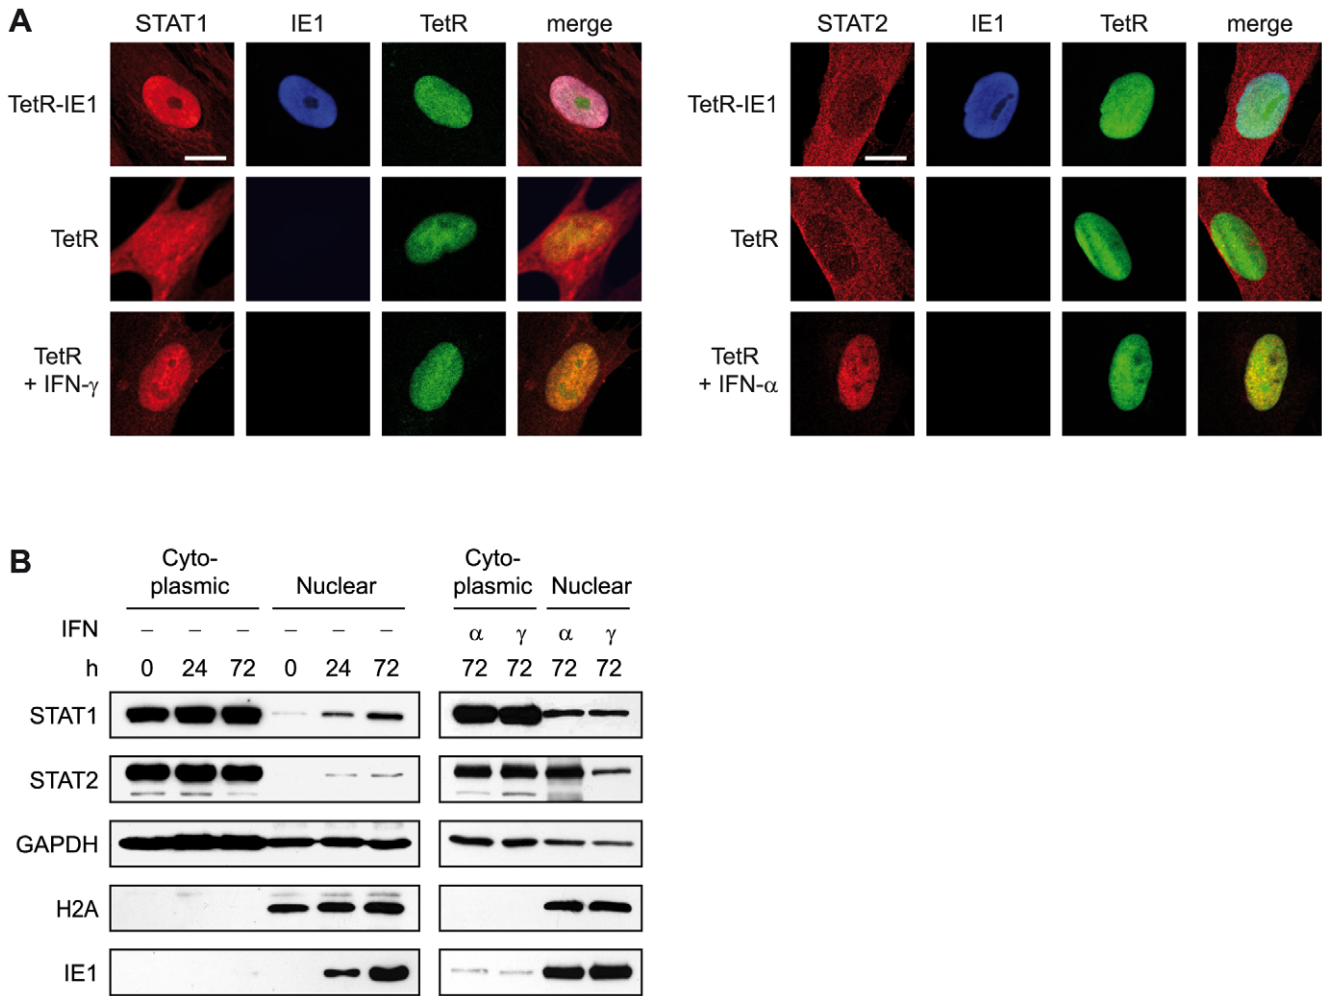 A
STAT1 IE1 TetR merge
STAT2 IE1 TetR merge
TetR-IE1
TetR-IE1
TetR
TetR
TetR
+ IFN-γ
TetR
+ IFN-α
B
Cyto-
plasmic
Nuclear
Cyto-
plasmic
Nuclear
IFN – – – – – – α γ α γ
h 0 24 72 0 24 72 72 72 72 72
STAT1
STAT2
GAPDH
H2A
IE1